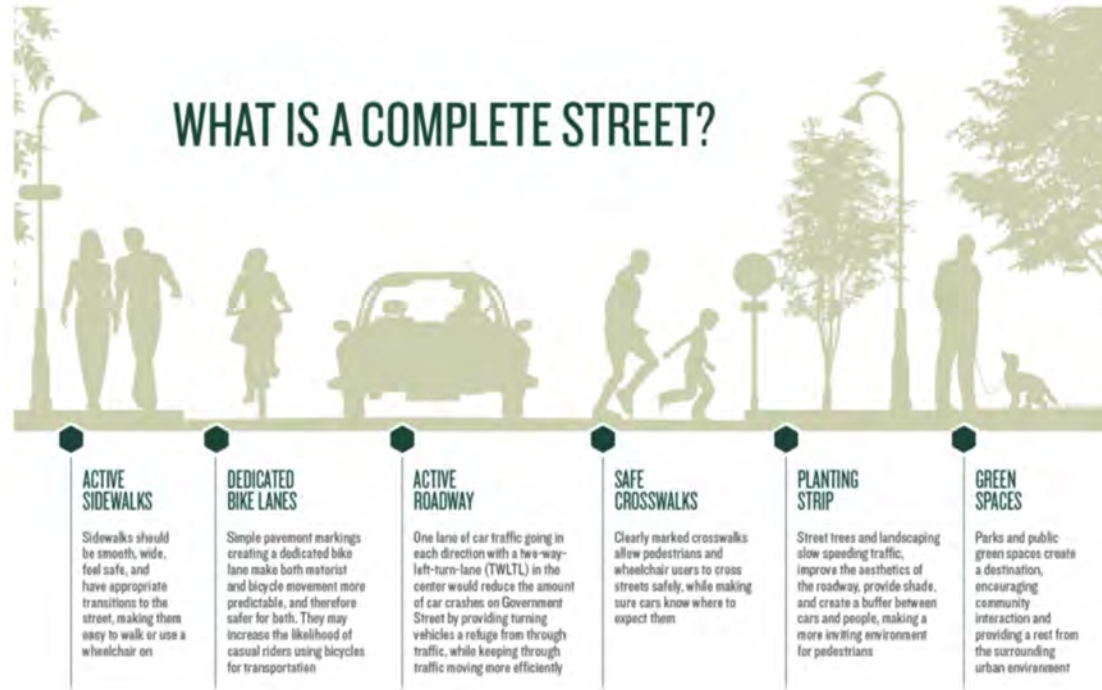 WHAT IS A COMPLETE STREET?
ACTIVE
SIDEWALKS
Sidewalks should
be smooth, wide,
feel safe, and
have appropriate
transitions to the
street, making them
easy to walk or use a
wheelchair on
DEDICATED
BIKE LANES
Simple pavement markings
creating a dedicated bike
lane make both motorist
and bicycle movement more
predictable, and therefore
safer for both. They may
increase the likelihood of
casual riders using bicycles
for transportation
ACTIVE
ROADWAY
One lane of car traffic going in
each direction with a two-way-
left-turn-lane (TWLTL) in the
center would reduce the amount
of car crashes on Government
Street by providing turning
vehicles a refuge from through
traffic, while keeping through
traffic moving more efficiently
SAFE
CROSSWALKS
Clearly marked crosswalks
allow pedestrians and
wheelchair users to cross
streets safely, while making
sure cars know where to
expect them
PLANTING
STRIP
Street trees and landscaping
slow speeding traffic,
improve the aesthetics of
the roadway, provide shade,
and create a buffer between
cars and people, making a
more inviting environment
for pedestrians
GREEN
SPACES
Parks and public
green spaces create
a destination,
encouraging
community
interaction and
providing a rest from
the surrounding
urban environment